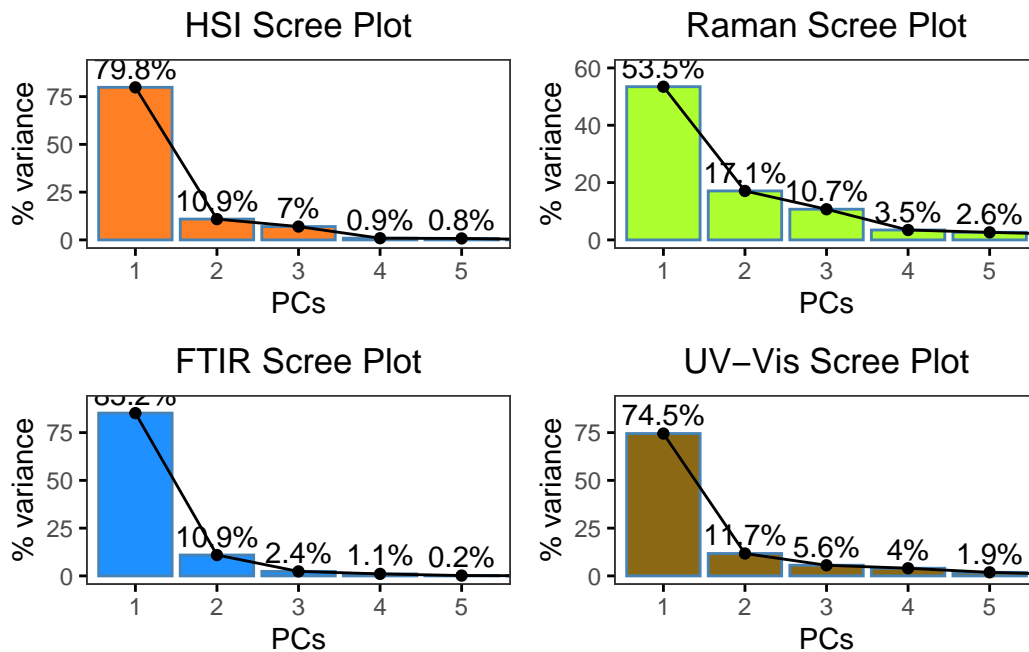 HSI Scree Plot
79.8%
10.9%
7%
0.9%
0.8%
75
50
25
0
% variance
1 2 3 4 5
PCs
Raman Scree Plot
53.5%
17.1%
10.7%
3.5%
2.6%
60
40
20
0
% variance
1 2 3 4 5
PCs
FTIR Scree Plot
85.2%
10.9%
2.4%
1.1%
0.2%
75
50
25
0
% variance
1 2 3 4 5
PCs
UV−Vis Scree Plot
74.5%
11.7%
5.6%
4%
1.9%
75
50
25
0
% variance
1 2 3 4 5
PCs